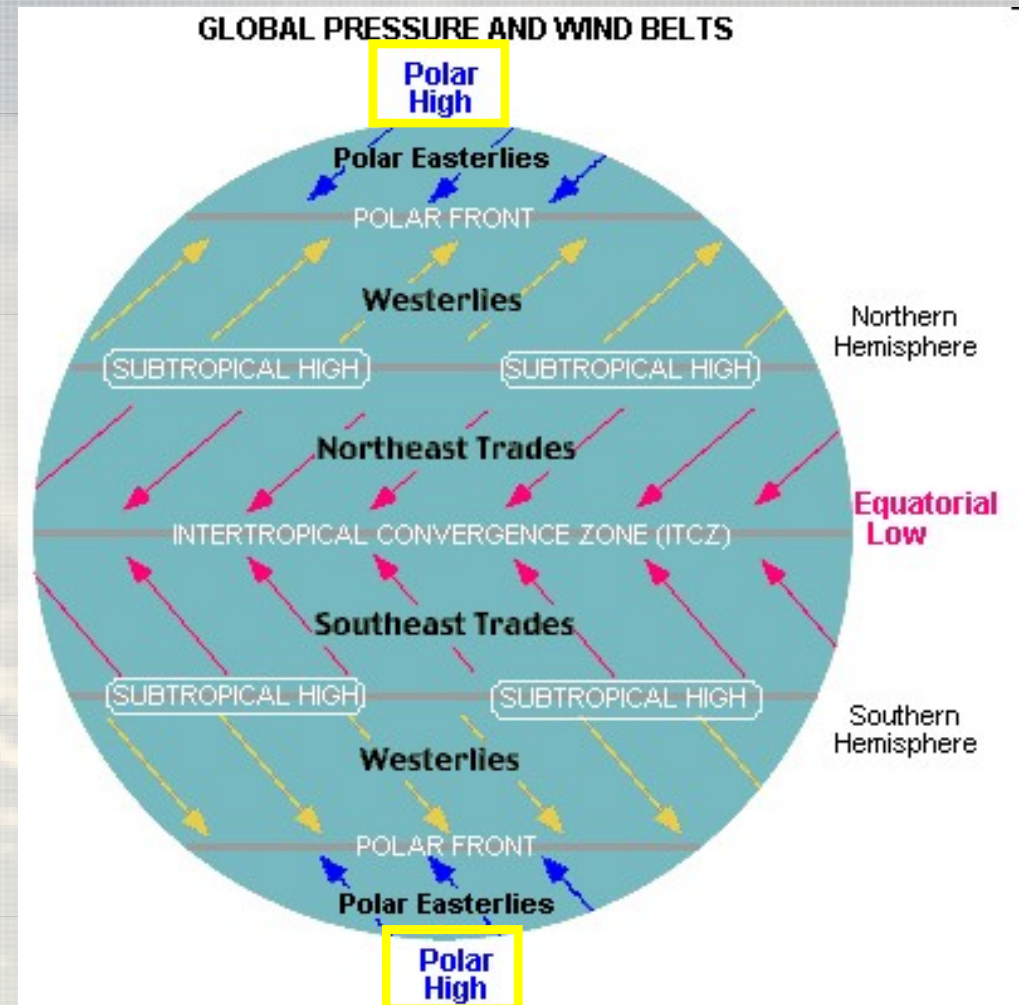 GLOBAL PRESSURE AND WIND BELTS
Polar
High
Polar Easterlies
POLAR FRONT
Westerlies
Northern
Hemisphere
SUBTROPICAL HIGH
SUBTROPICAL HIGH
Northeast Trades
Equatorial
Low
INTERTROPICAL CONVERGENCE ZONE (ITCZ)
Southeast Trades
SUBTROPICAL HIGH
SUBTROPICAL HIGH
Southern
Hemisphere
Westerlies
POLAR FRONT
Polar Easterlies
Polar
High